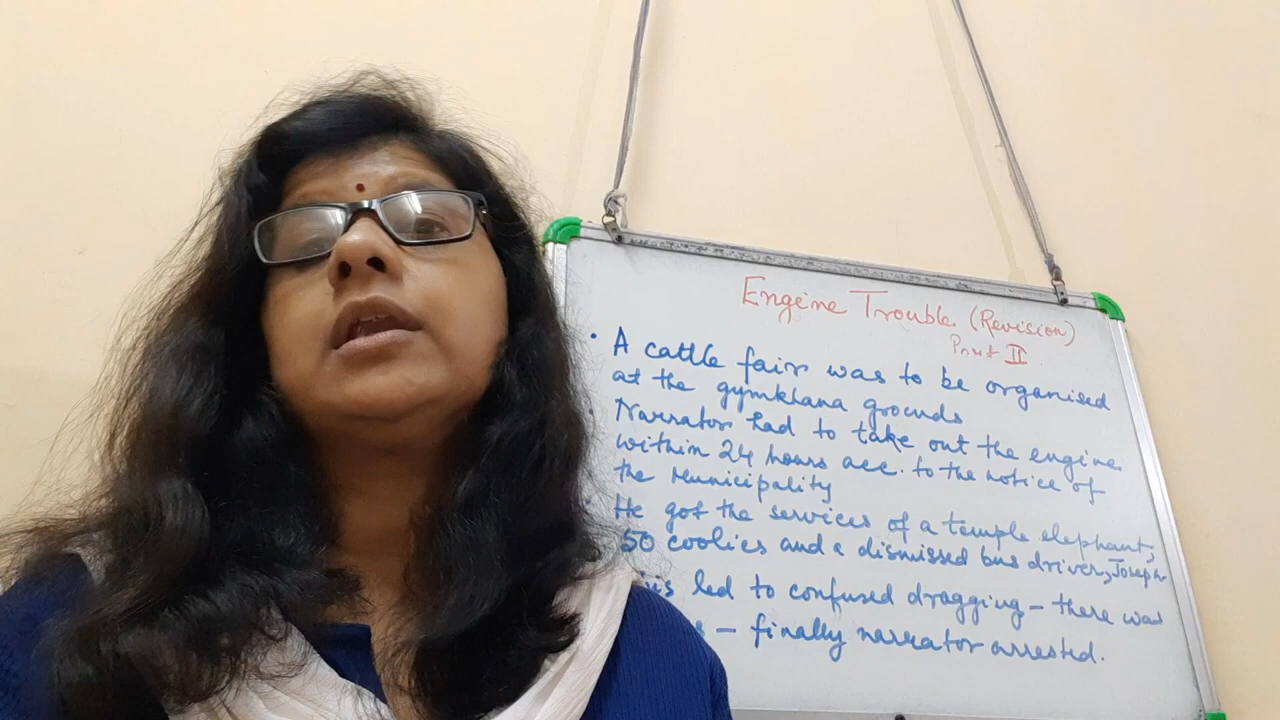 Engine Trouble (Revision)
Part II
• A cattle fair was to be organised
at the gymkhana grounds
• Narrator had to take out the engine
within 24 hours acc. to the notice of
the Municipality
• He got the services of a temple elephant,
50 coolies and a dismissed bus driver, Joseph
led to confused dragging - there was
- finally narrator arrested.